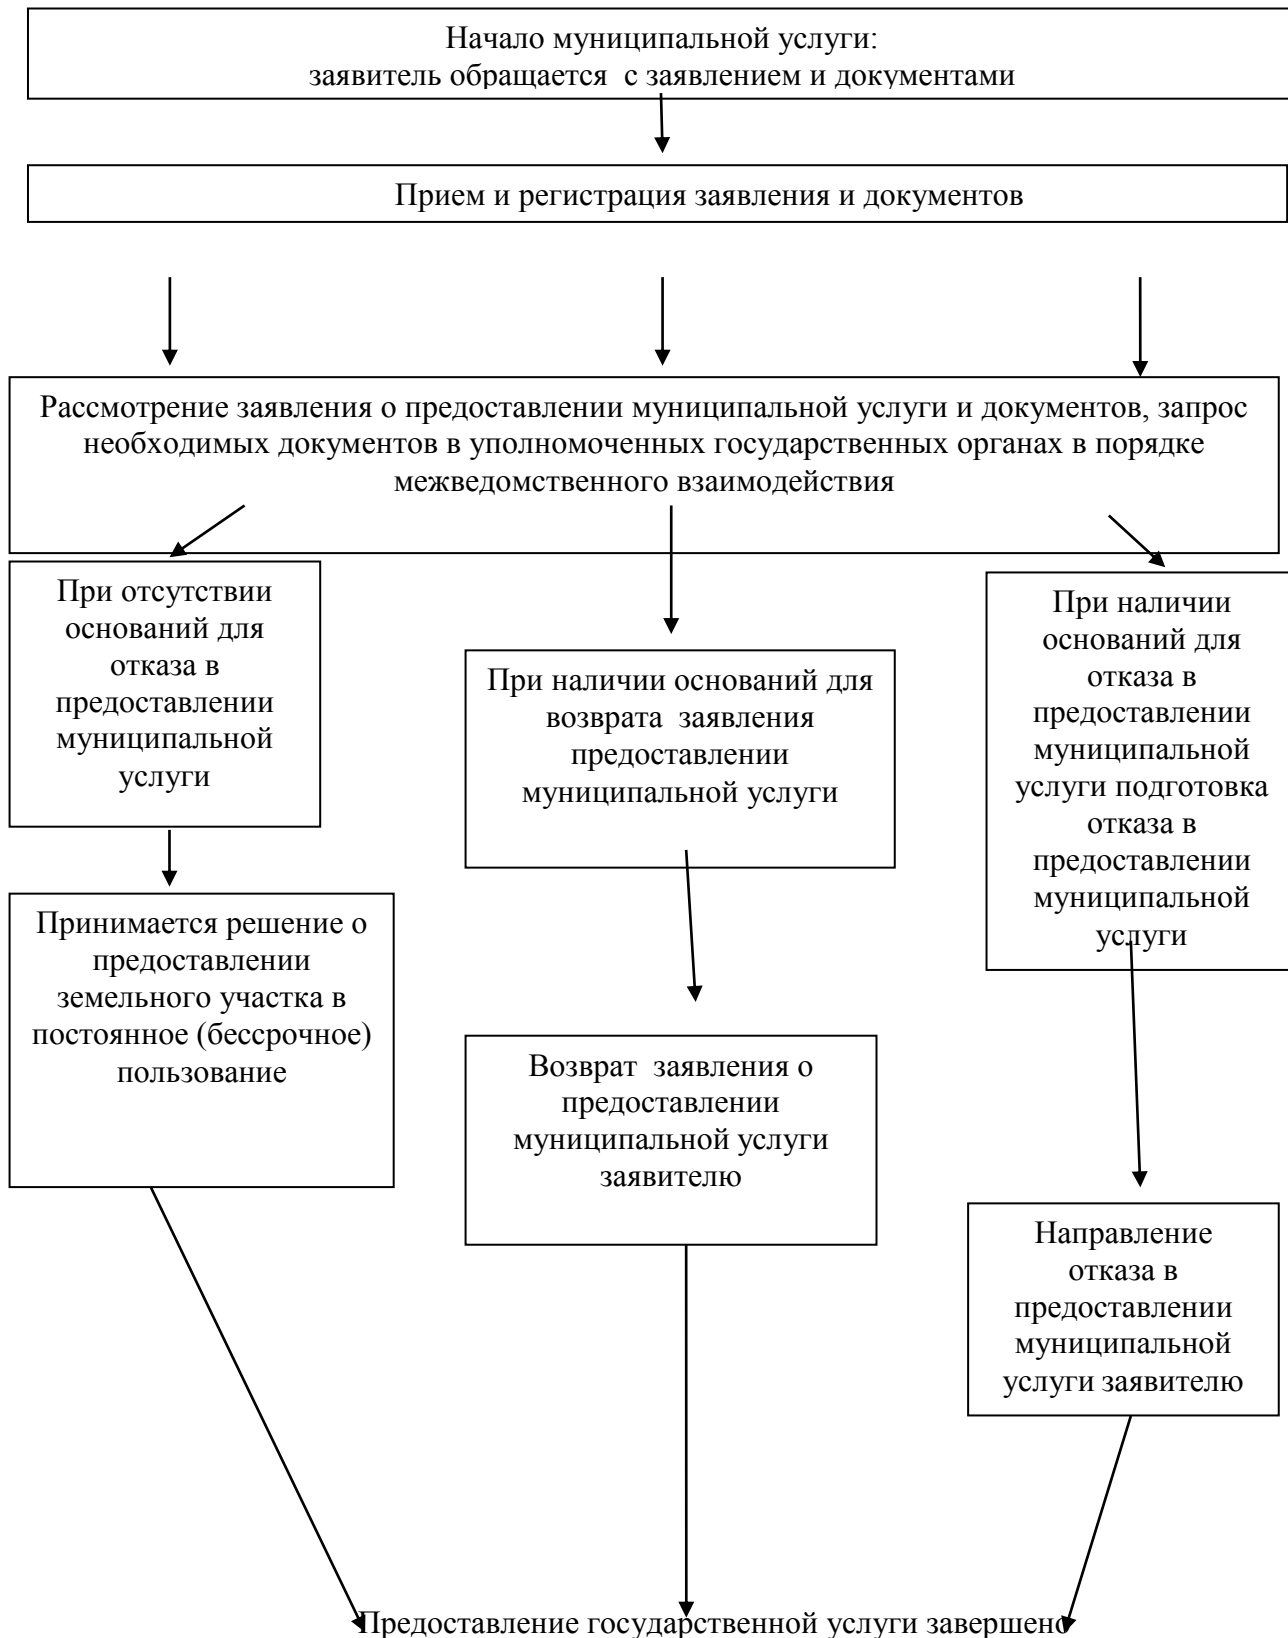 Начало муниципальной услуги:
заявитель обращается  с заявлением и документами
Прием и регистрация заявления и документов
Рассмотрение заявления о предоставлении муниципальной услуги и документов, запрос
необходимых документов в уполномоченных государственных органах в порядке
межведомственного взаимодействия
При отсутствии
оснований для
отказа в
предоставлении
муниципальной
услуги
При наличии оснований для
возврата  заявления
предоставлении
муниципальной услуги
При наличии
оснований для
отказа в
предоставлении
муниципальной
услуги подготовка
отказа в
предоставлении
муниципальной
услуги
Принимается решение о
предоставлении
земельного участка в
постоянное (бессрочное)
пользование
Возврат  заявления о
предоставлении
муниципальной услуги
заявителю
Направление
отказа в
предоставлении
муниципальной
услуги заявителю
Предоставление государственной услуги завершено